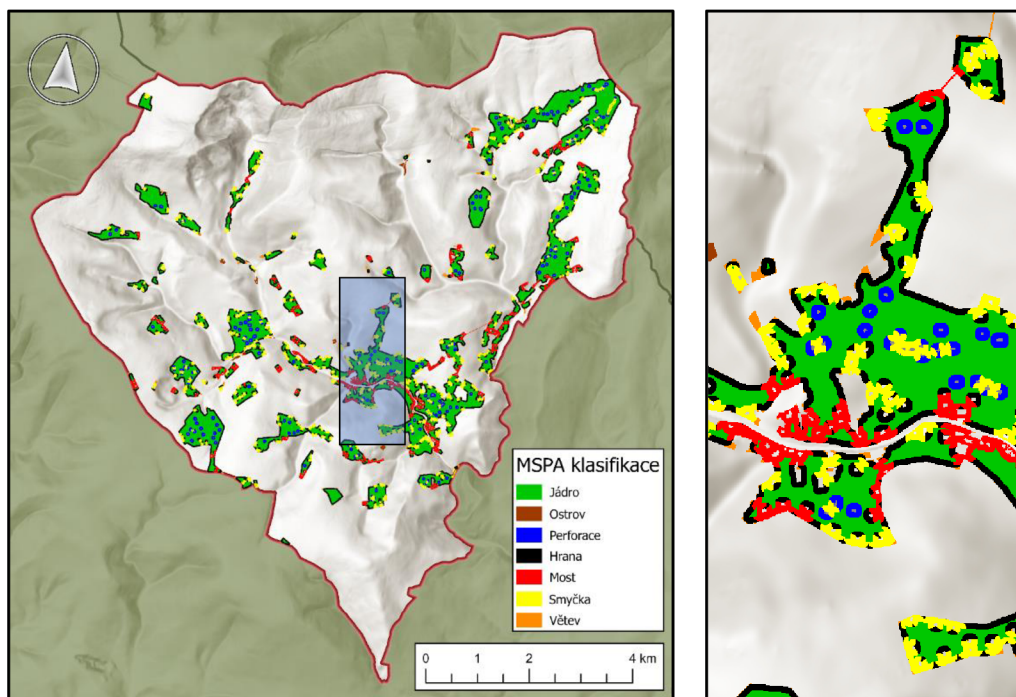 MSPA klasifikace
Jádro
Ostrov
Perforace
Hrana
Most
Smyčka
Větev
0 1 2 4 km